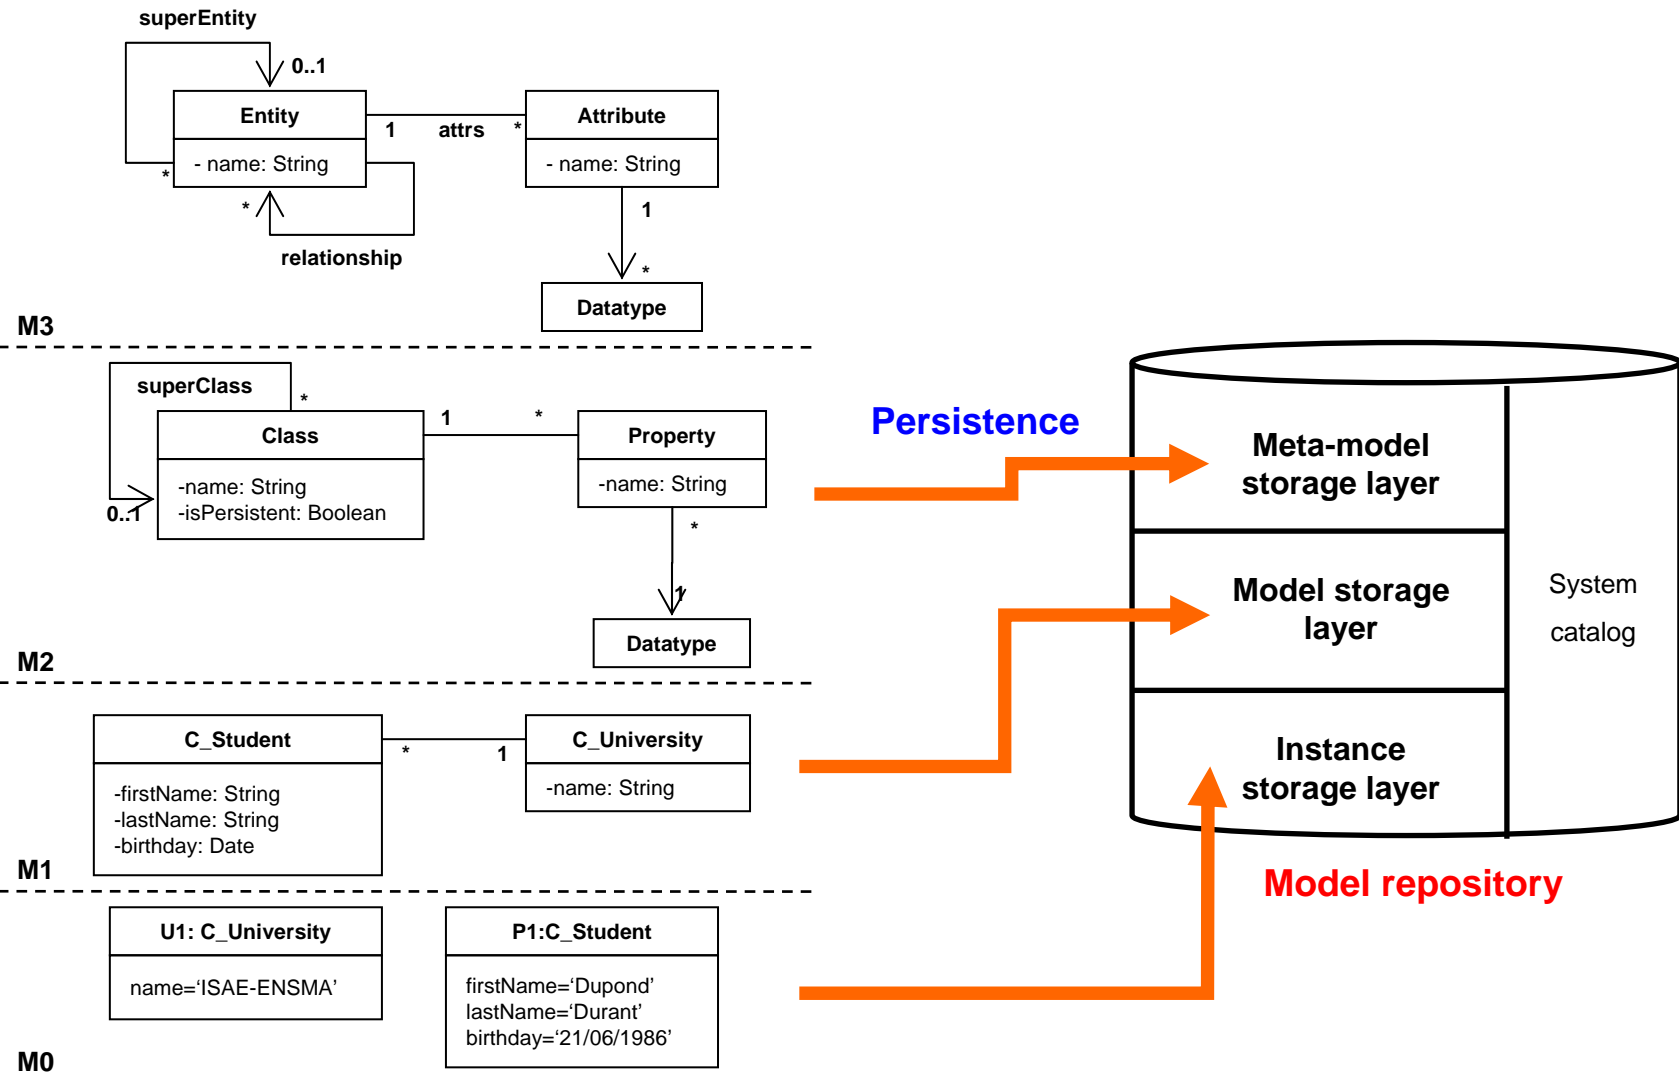 superEntity
0..1
Entity
- name: String
1
attrs
*
Attribute
- name: String
*
*
relationship
1
*
Datatype
M3
superClass
*
Class
-name: String
-isPersistent: Boolean
0..1
1
*
Property
-name: String
*
1
Datatype
M2
C_Student
-firstName: String
-lastName: String
-birthday: Date
*
1
C_University
-name: String
M1
U1: C_University
name=‘ISAE-ENSMA’
P1:C_Student
firstName=‘Dupond’
lastName=‘Durant’
birthday=‘21/06/1986’
M0
Persistence
Meta-model
storage layer
Model storage
layer
Instance
storage layer
System
catalog
Model repository